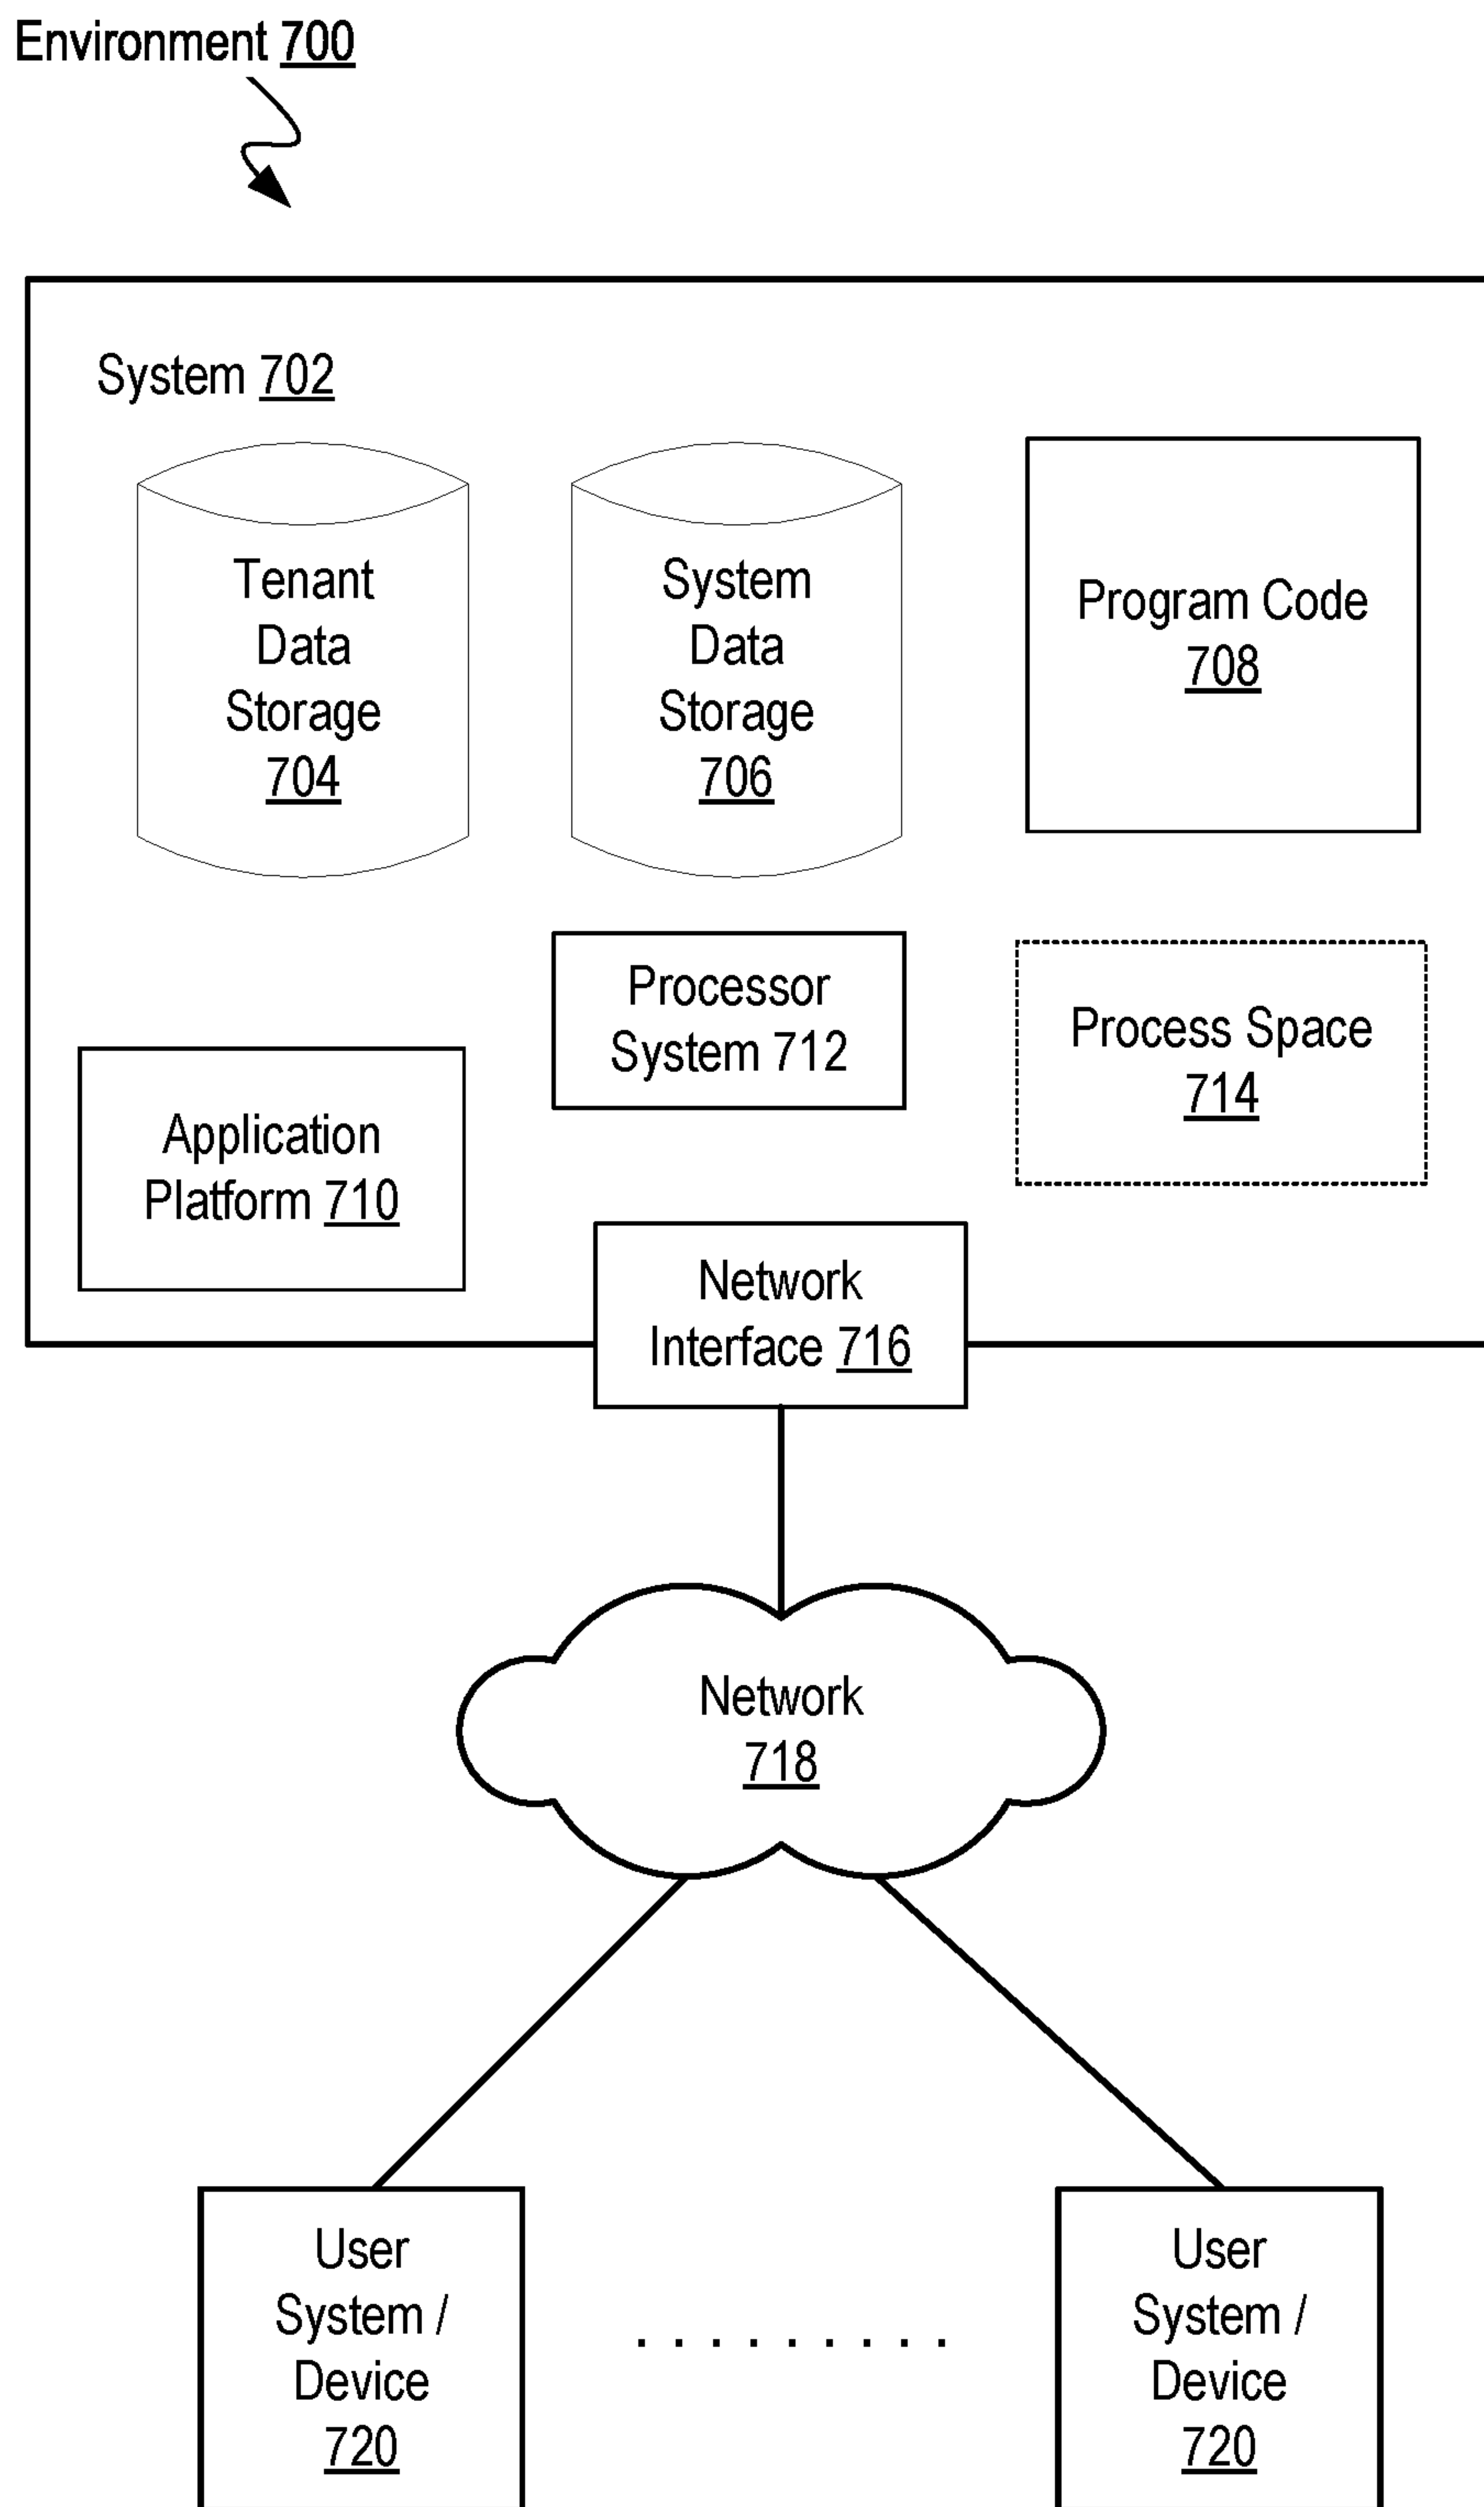 Environment 700
System 702
Tenant
Data
Storage
704
System
Data
Storage
706
Program Code
708
Processor
System 712
Process Space
714
Application
Platform 710
Network
Interface 716
Network
718
User
System /
Device
720
. . . . . . . . .
User
System /
Device
720